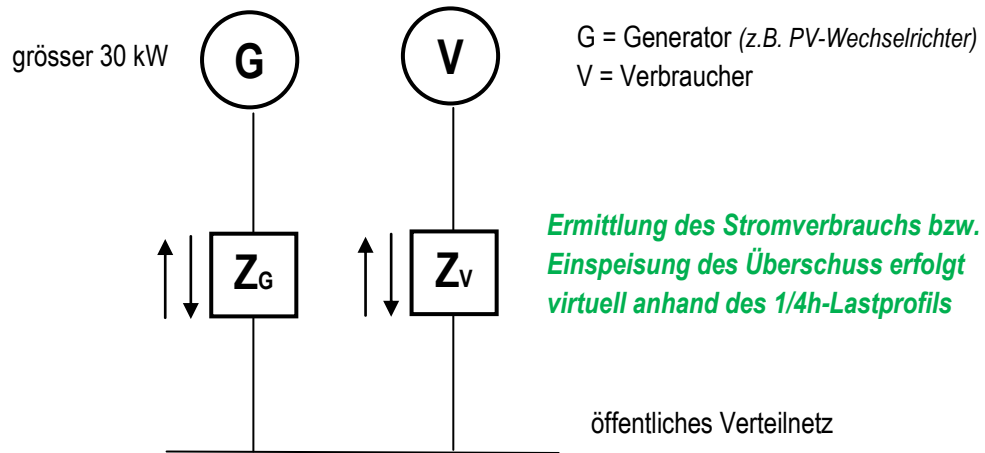 grösser 30 kW
G
V
G = Generator (z.B. PV-Wechselrichter)
V = Verbraucher
ZG
ZV
Ermittlung des Stromverbrauchs bzw.
Einspeisung des Überschuss erfolgt
virtuell anhand des 1/4h-Lastprofils
öffentliches Verteilnetz